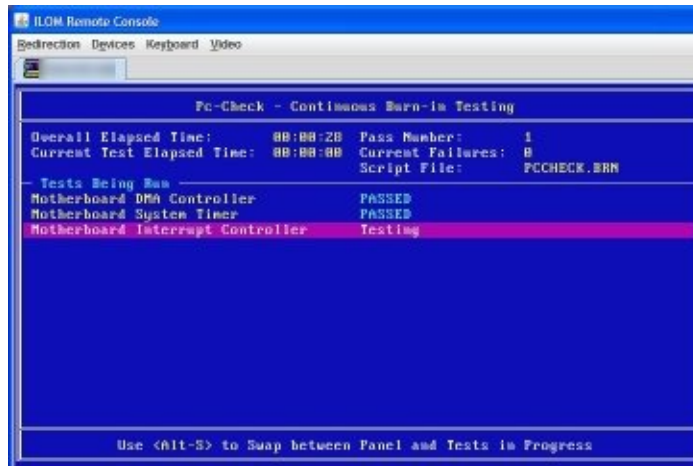 ILOM Remote Console
Redirection Devices Keyboard Video
Pc-Check - Continuous Burn-in Testing
Overall Elapsed Time: 00:00:28 Pass Number: 1
Current Test Elapsed Time: 00:00:00 Current Failures: 0
Script File: PCCHECK.BRN
Tests Being Run
Motherboard DMA Controller PASSED
Motherboard System Timer PASSED
Motherboard Interrupt Controller Testing
Use <Alt-S> to Swap between Panel and Tests in Progress